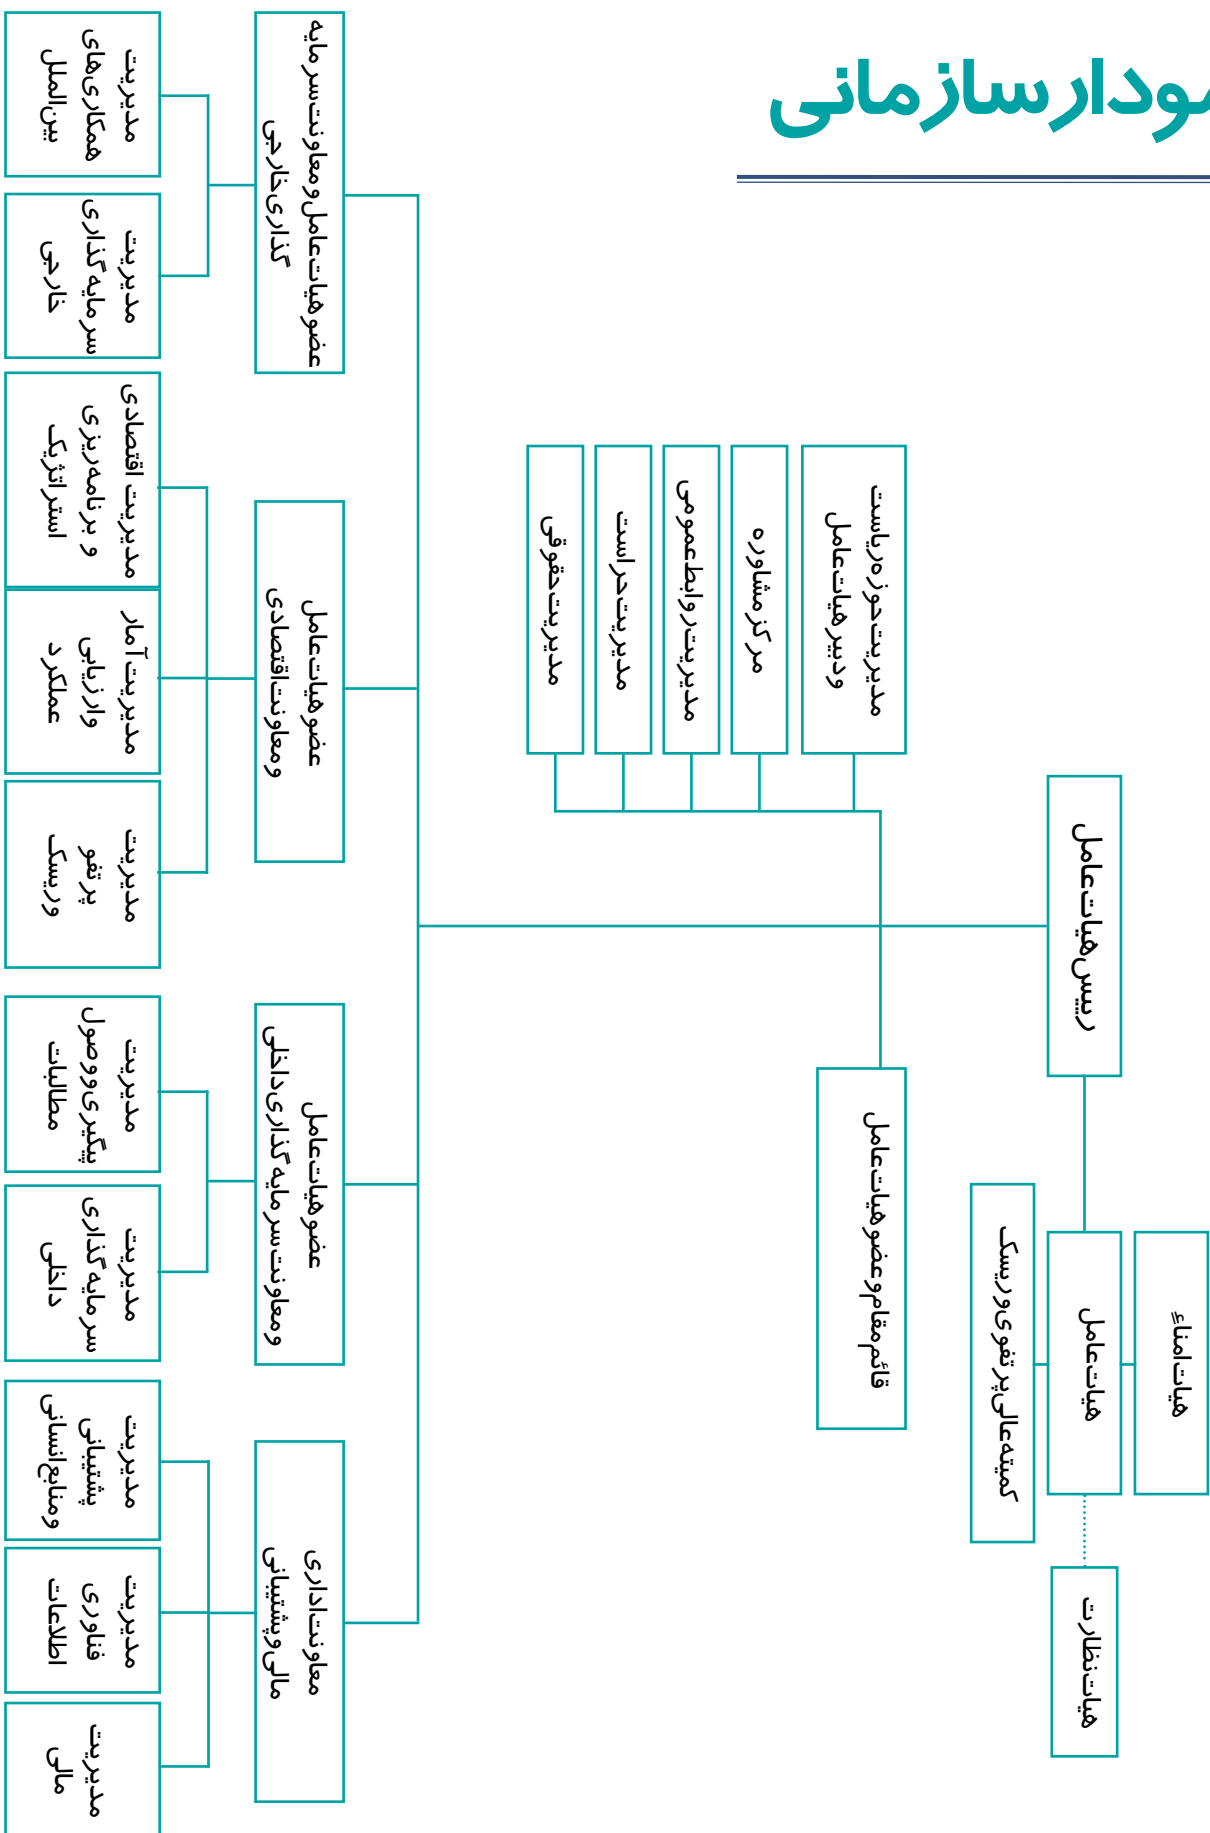 مودار سازمانی
هیات امناءِ
هیات عامل
کمیته عالی پرتفوی و ریسک
هیات نظارت
رییس هیات عامل
قائم مقام و عضو هیات عامل
مدیریت حوزه ریاست
و دبیر هیات عامل
مرکز مشاوره
مدیریت روابط عمومی
مدیریت حراست
مدیریت حقوقی
معاونت اداری
مالی و پشتیبانی
عضو هیات عامل
و معاونت سرمایه گذاری داخلی
عضو هیات عامل
و معاونت اقتصادی
عضو هیات عامل و معاونت سرمایه
گذاری خارجی
مدیریت
مالی
مدیریت
فناوری
اطلاعات
مدیریت
پشتیبانی
و منابع انسانی
مدیریت
سرمایه گذاری
داخلی
مدیریت
پیگیری و وصول
مطالبات
مدیریت
پرتفو
و ریسک
مدیریت آمار
و ارزیابی
عملکرد
مدیریت اقتصادی
و برنامه ریزی
استراتژیک
مدیریت
سرمایه گذاری
خارجی
مدیریت
همکاری های
بین الملل